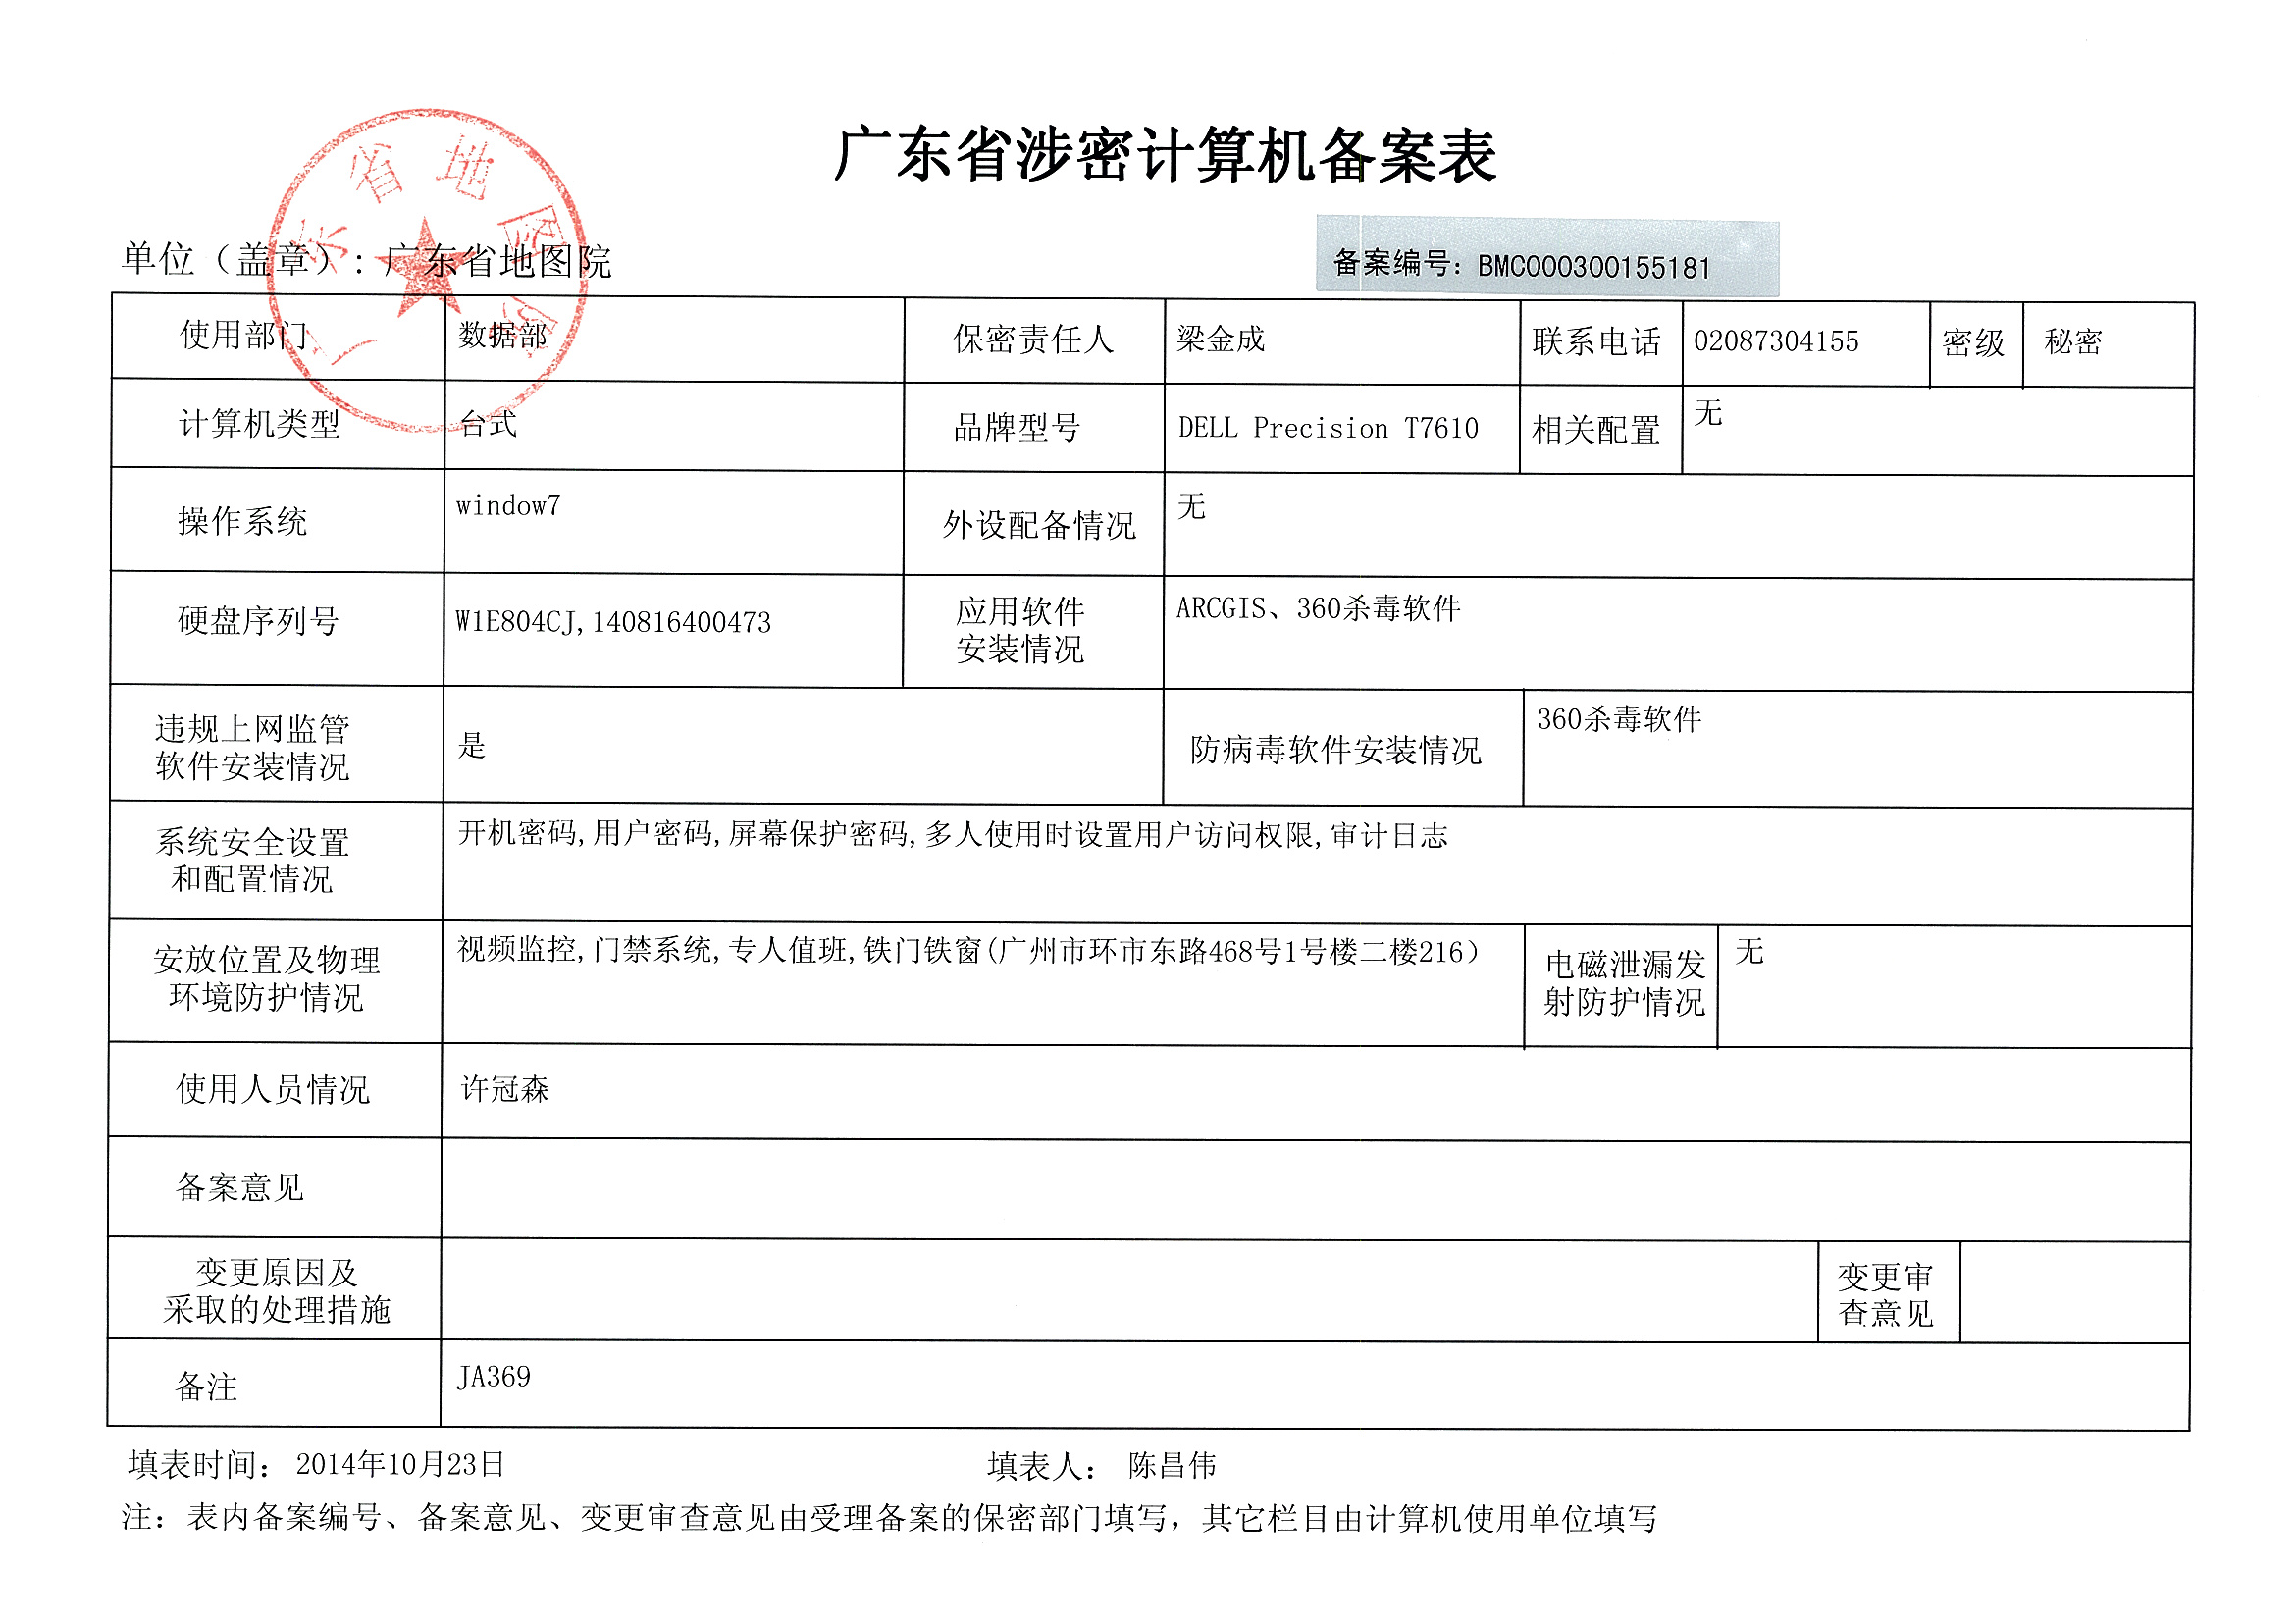 广东省涉密计算机备案表
单位（盖章）：广东省地图院
广东省地图院
备案编号：BMC000300155181
使用部门 数据部 保密责任人 梁金成 联系电话 02087304155 密级 秘密
计算机类型 台式 品牌型号 DELL Precision T7610 相关配置 无
操作系统 window7 外设配备情况 无
硬盘序列号 W1E804CJ,140816400473 应用软件
安装情况 ARCGIS、360杀毒软件
违规上网监管
软件安装情况 是 防病毒软件安装情况 360杀毒软件
系统安全设置
和配置情况 开机密码,用户密码,屏幕保护密码,多人使用时设置用户访问权限,审计日志
安放位置及物理
环境防护情况 视频监控,门禁系统,专人值班,铁门铁窗(广州市环市东路468号1号楼二楼216）
电磁泄漏发
射防护情况 无
使用人员情况 许冠森
备案意见
变更原因及
采取的处理措施
变更审
查意见
备注 JA369
填表时间： 2014年10月23日 填表人： 陈昌伟
注：表内备案编号、备案意见、变更审查意见由受理备案的保密部门填写，其它栏目由计算机使用单位填写